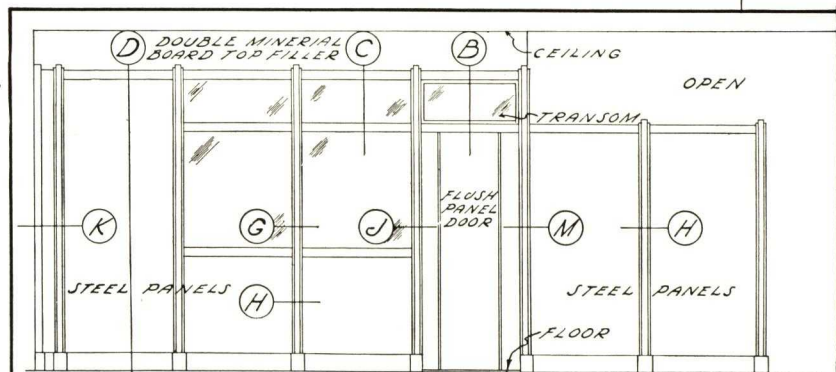 D
DOUBLE MINERIAL
BOARD TOP FILLER
C
B
CEILING
OPEN
TRANSOM
FLUSH
PANEL
DOOR
K
G
J
M
H
STEEL PANELS
H
STEEL PANELS
FLOOR